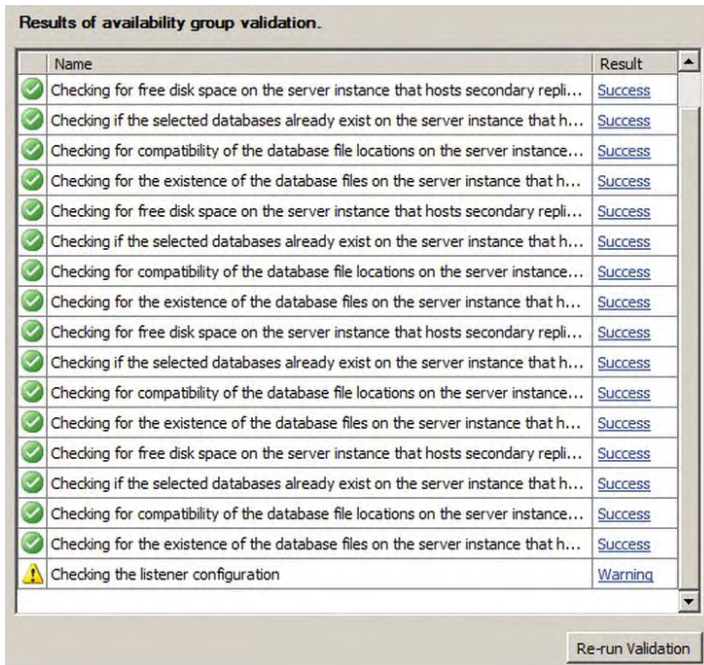 Results of availability group validation.
Name Result
Checking for free disk space on the server instance that hosts secondary repli... Success
Checking if the selected databases already exist on the server instance that h... Success
Checking for compatibility of the database file locations on the server instance... Success
Checking for the existence of the database files on the server instance that h... Success
Checking for free disk space on the server instance that hosts secondary repli... Success
Checking if the selected databases already exist on the server instance that h... Success
Checking for compatibility of the database file locations on the server instance... Success
Checking for the existence of the database files on the server instance that h... Success
Checking for free disk space on the server instance that hosts secondary repli... Success
Checking if the selected databases already exist on the server instance that h... Success
Checking for compatibility of the database file locations on the server instance... Success
Checking for the existence of the database files on the server instance that h... Success
Checking for free disk space on the server instance that hosts secondary repli... Success
Checking if the selected databases already exist on the server instance that h... Success
Checking for compatibility of the database file locations on the server instance... Success
Checking for the existence of the database files on the server instance that h... Success
Checking the listener configuration Warning
Re-run Validation